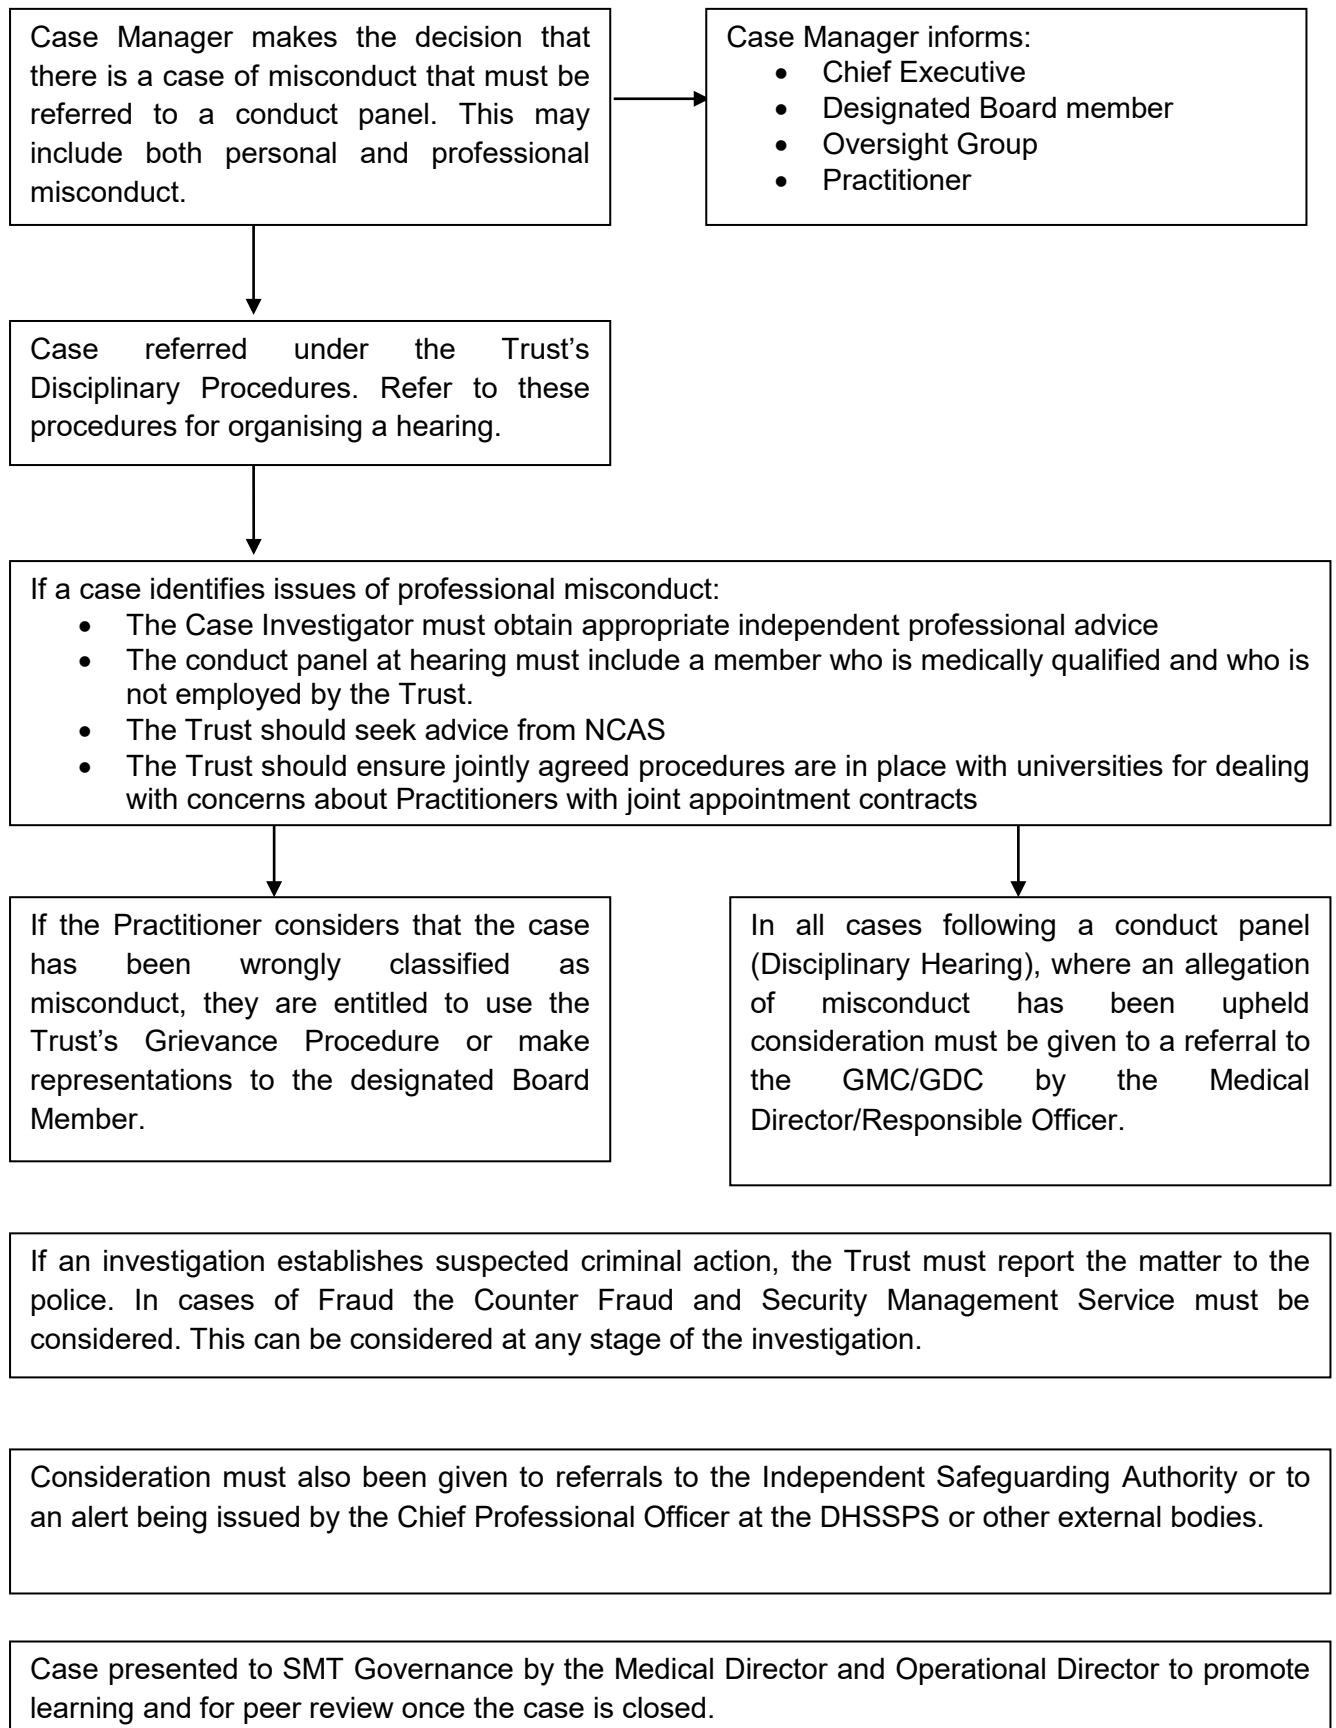 Case Manager makes the decision that
there is a case of misconduct that must be
referred to a conduct panel. This may
include both personal and professional
misconduct.
Case Manager informs:
• Chief Executive
• Designated Board member
• Oversight Group
• Practitioner
Case referred under the Trust’s
Disciplinary Procedures. Refer to these
procedures for organising a hearing.
If a case identifies issues of professional misconduct:
• The Case Investigator must obtain appropriate independent professional advice
• The conduct panel at hearing must include a member who is medically qualified and who is
not employed by the Trust.
• The Trust should seek advice from NCAS
• The Trust should ensure jointly agreed procedures are in place with universities for dealing
with concerns about Practitioners with joint appointment contracts
If the Practitioner considers that the case
has been wrongly classified as
misconduct, they are entitled to use the
Trust’s Grievance Procedure or make
representations to the designated Board
Member.
In all cases following a conduct panel
(Disciplinary Hearing), where an allegation
of misconduct has been upheld
consideration must be given to a referral to
the GMC/GDC by the Medical
Director/Responsible Officer.
If an investigation establishes suspected criminal action, the Trust must report the matter to the
police. In cases of Fraud the Counter Fraud and Security Management Service must be
considered. This can be considered at any stage of the investigation.
Consideration must also been given to referrals to the Independent Safeguarding Authority or to
an alert being issued by the Chief Professional Officer at the DHSSPS or other external bodies.
Case presented to SMT Governance by the Medical Director and Operational Director to promote
learning and for peer review once the case is closed.